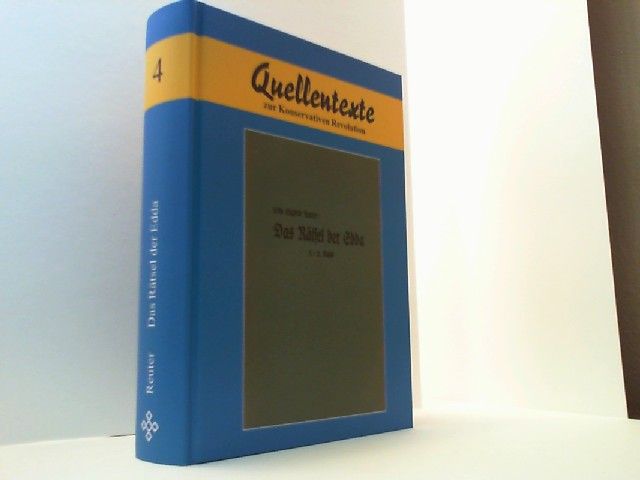 4
Reuter Das Rätsel der Edda
Quellentexte
zur Konservativen Revolution
Das Rätsel der Edda